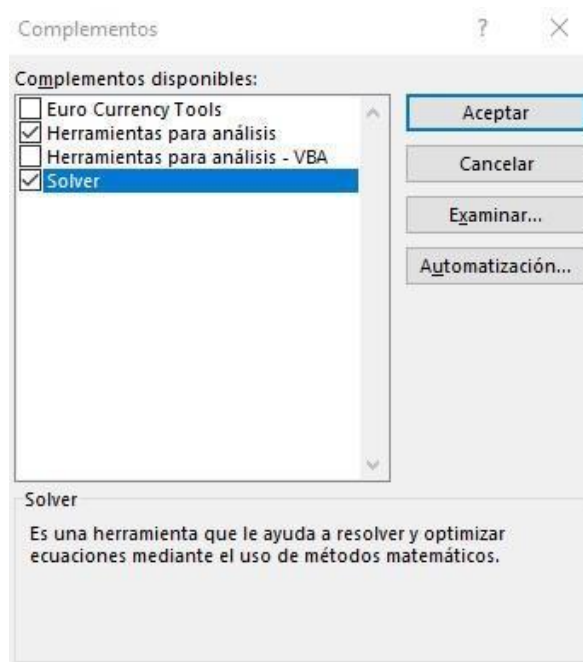 Complementos
?
Complementos disponibles:
Euro Currency Tools
Herramientas para análisis
Herramientas para análisis - VBA
Solver
Aceptar
Cancelar
Examinar...
Automatización...
Solver
Es una herramienta que le ayuda a resolver y optimizar
ecuaciones mediante el uso de métodos matemáticos.